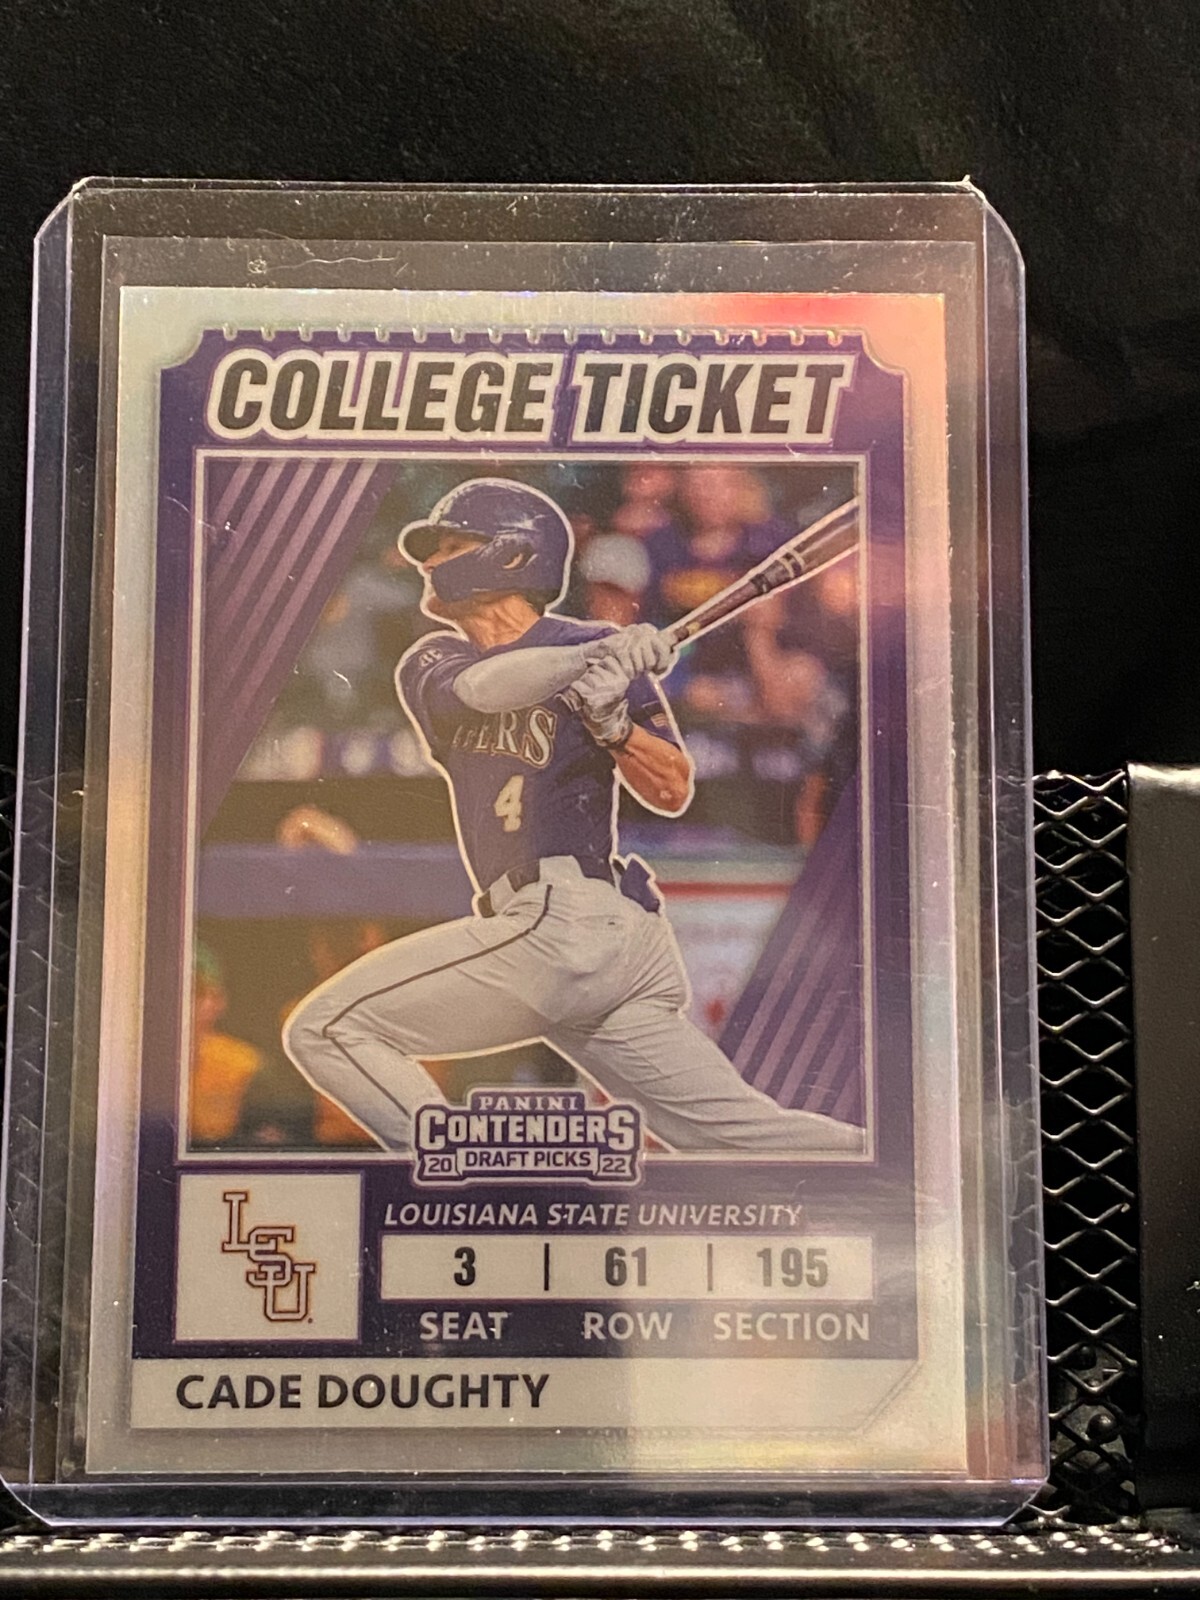 COLLEGE TICKET
ERS
4
PANINI
CONTENDERS
20 DRAFT PICKS 22
LSU
LOUISIANA STATE UNIVERSITY
3 | 61 | 195
SEAT ROW SECTION
CADE DOUGHTY